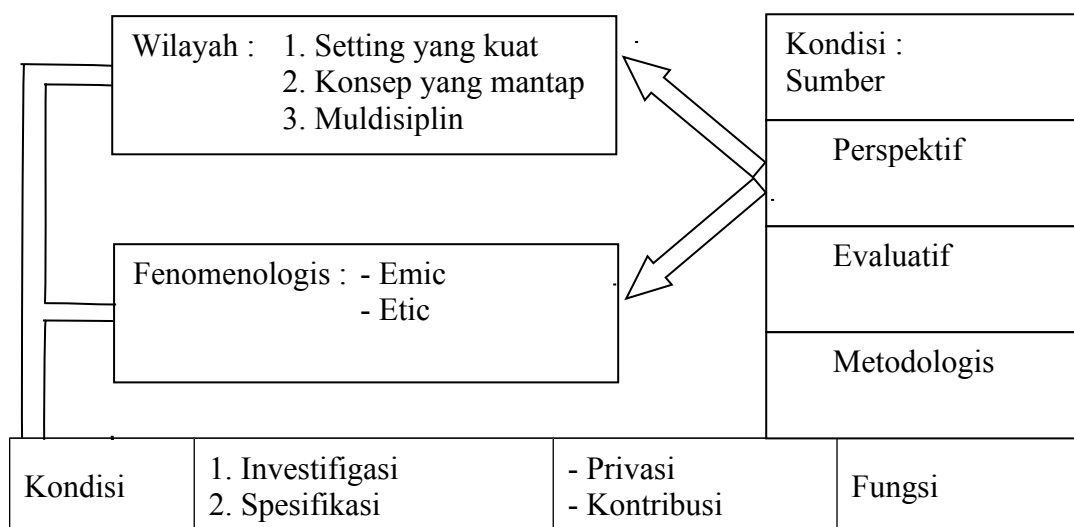 Wilayah : 1. Setting yang kuat
2. Konsep yang mantap
3. Muldisiplin
Kondisi :
Sumber
Perspektif
Fenomenologis : - Emic
- Etic
Evaluatif
Metodologis
Kondisi
1. Investifigasi
2. Spesifikasi
- Privasi
- Kontribusi
Fungsi